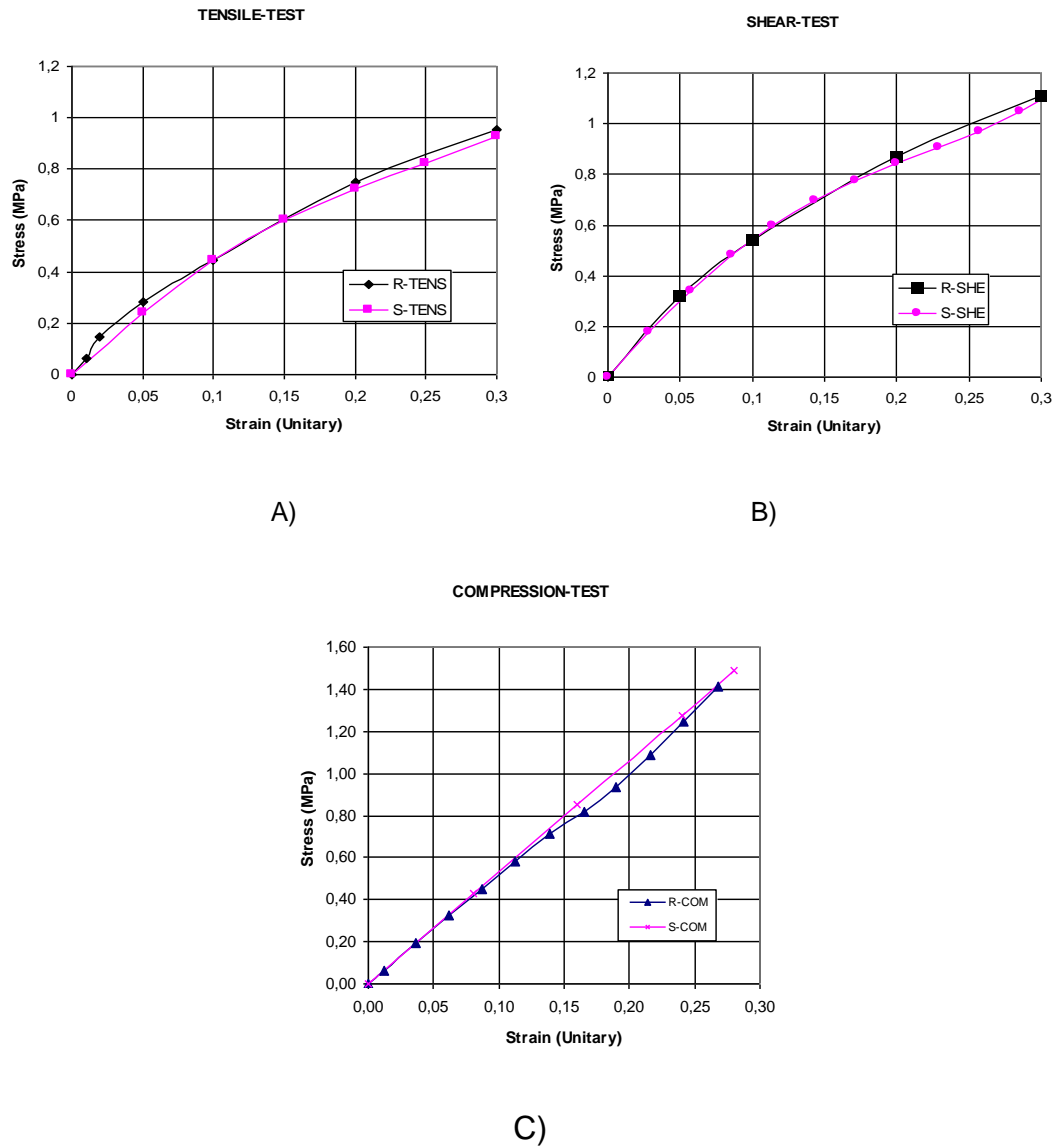 TENSILE-TEST
1,2
1
0,8
0,6
0,4
0,2
0
Stress (MPa)
0 0,05 0,1 0,15 0,2 0,25 0,3
Strain (Unitary)
R-TENS
S-TENS
A)
SHEAR-TEST
1,2
1
0,8
0,6
0,4
0,2
0
Stress (MPa)
0 0,05 0,1 0,15 0,2 0,25 0,3
Strain (Unitary)
R-SHE
S-SHE
B)
COMPRESSION-TEST
1,60
1,40
1,20
1,00
0,80
0,60
0,40
0,20
0,00
Stress (MPa)
0,00 0,05 0,10 0,15 0,20 0,25 0,30
Strain (Unitary)
R-COM
S-COM
C)